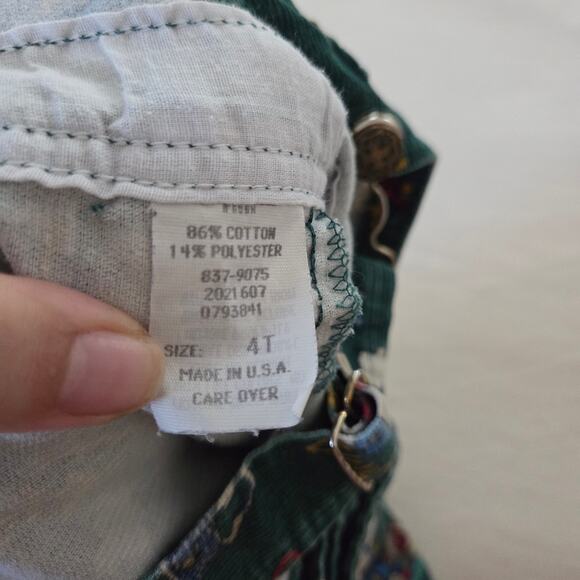 86% COTTON
14% POLYESTER
837-9075
2021607
0793841
SIZE: 4T
MADE IN U.S.A.
CARE OVER